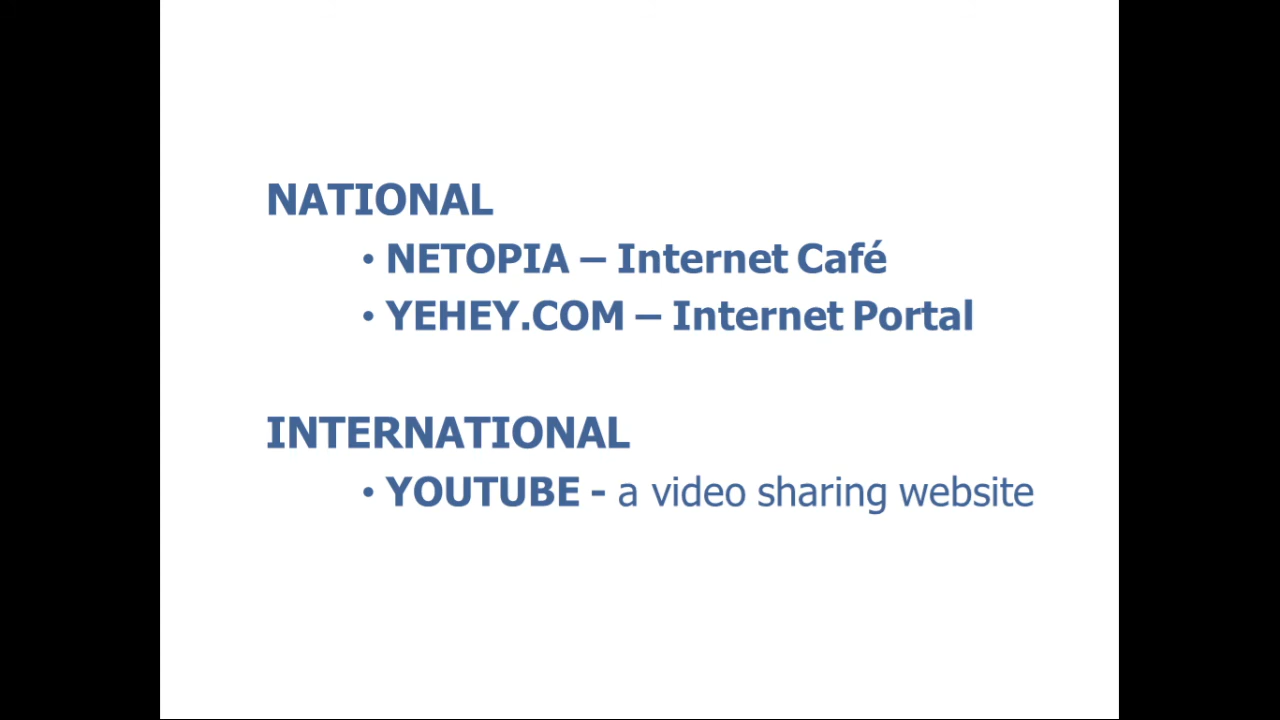 NATIONAL
• NETOPIA – Internet Café
• YEHEY.COM – Internet Portal
INTERNATIONAL
• YOUTUBE - a video sharing website